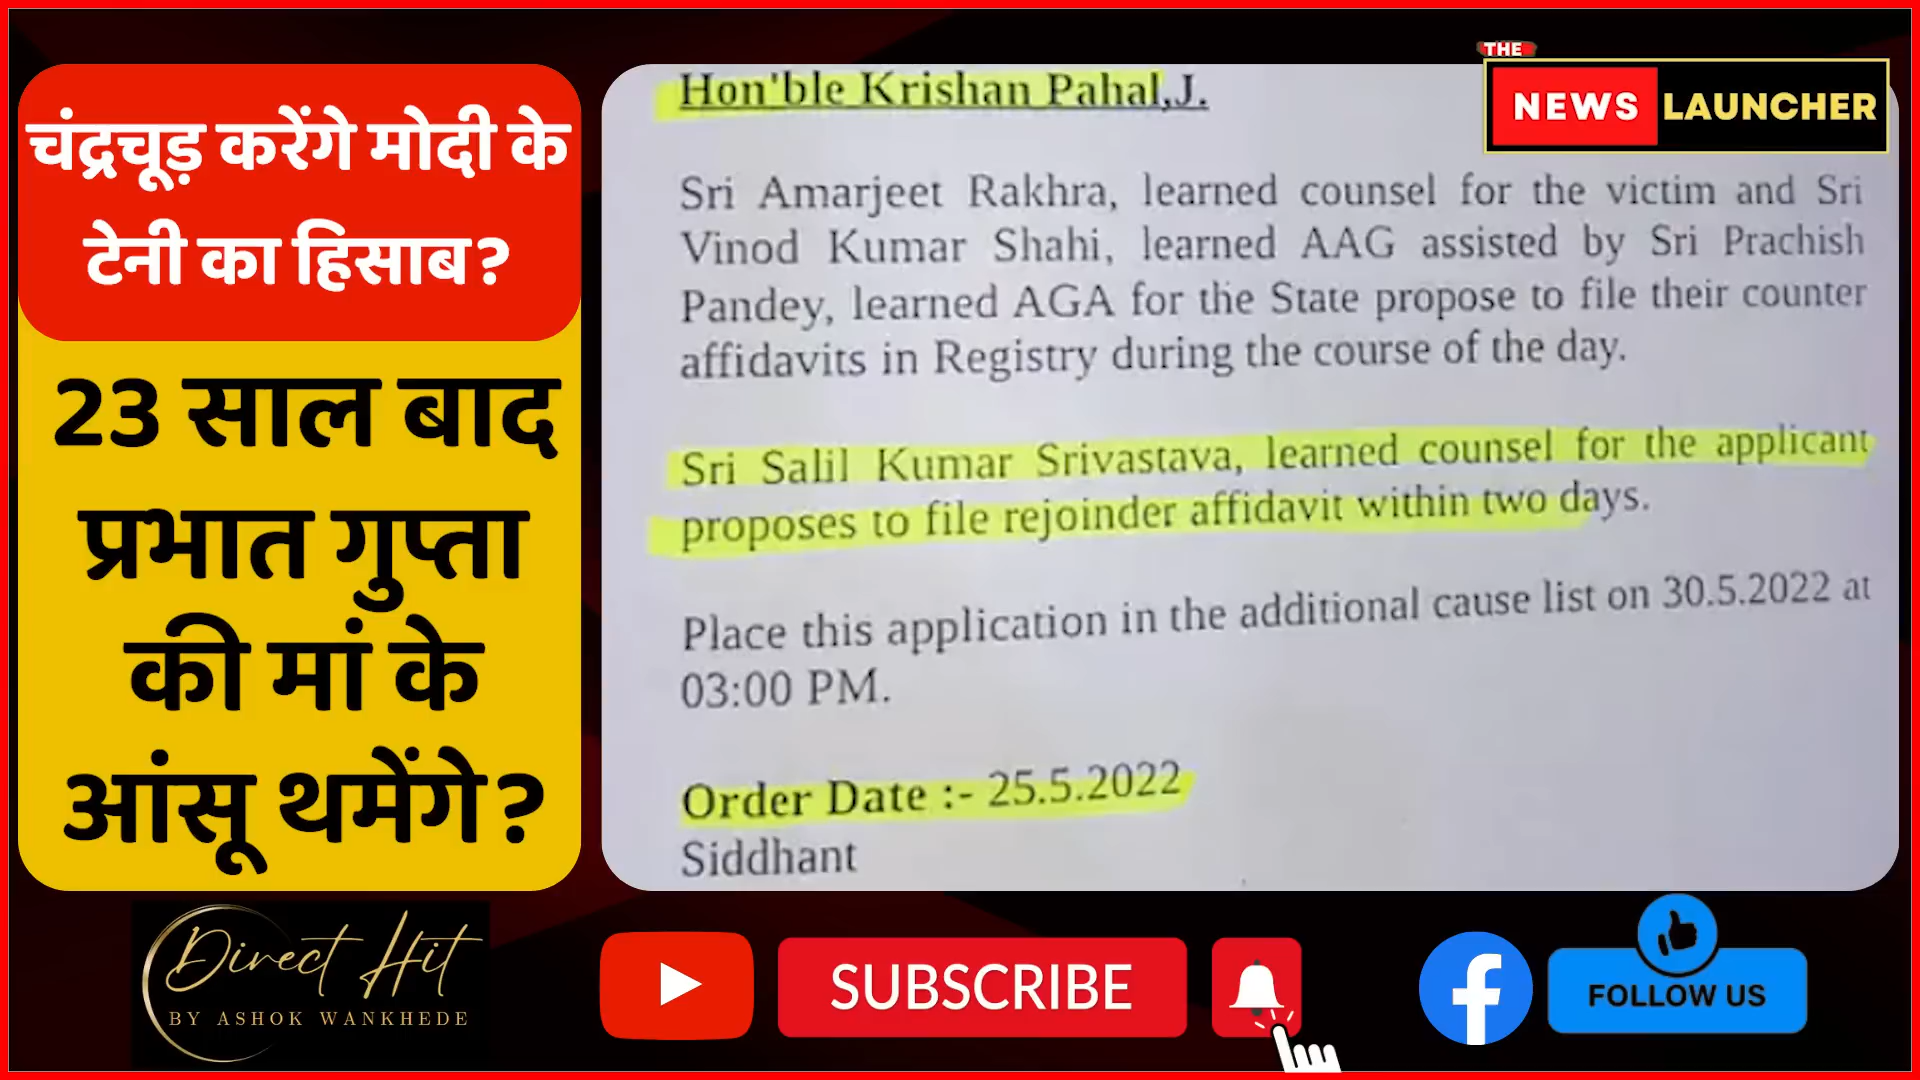 चंद्रचूड़ करेंगे मोदी के
टेनी का हिसाब?
23 साल बाद
प्रभात गुप्ता
की मां के
आंसू थमेंगे?
Hon'ble Krishan Pahal,J.
Sri Amarjeet Rakhra, learned counsel for the victim and Sri
Vinod Kumar Shahi, learned AAG assisted by Sri Prachish
Pandey, learned AGA for the State propose to file their counter
affidavits in Registry during the course of the day.
Sri Salil Kumar Srivastava, learned counsel for the applicant
proposes to file rejoinder affidavit within two days.
Place this application in the additional cause list on 30.5.2022 at
03:00 PM.
Order Date :- 25.5.2022
Siddhant
THE
NEWS LAUNCHER
Direct Hit
BY ASHOK WANKHEDE
SUBSCRIBE
FOLLOW US